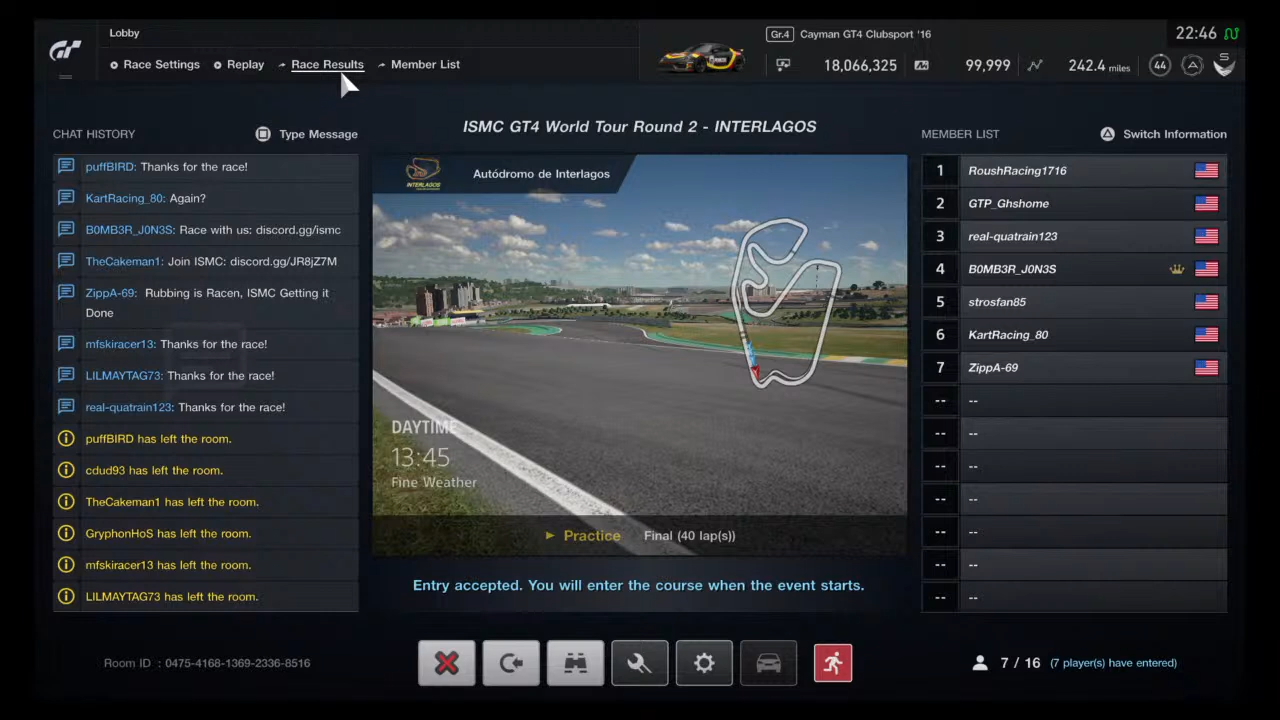 Lobby
Race Settings
Replay
Race Results
Member List
Gr.4 Cayman GT4 Clubsport '16
18,066,325
99,999
242.4 miles
44
A
S
22:46
CHAT HISTORY
Type Message
puffBIRD: Thanks for the race!
KartRacing_80: Again?
B0MB3R_J0N3S: Race with us: discord.gg/ismc
TheCakeman1: Join ISMC: discord.gg/JR8jZ7M
ZippA-69: Rubbing is Racen, ISMC Getting it
Done
mfskiracer13: Thanks for the race!
LILMAYTAG73: Thanks for the race!
real-quatrain123: Thanks for the race!
puffBIRD has left the room.
cdud93 has left the room.
TheCakeman1 has left the room.
GryphonHoS has left the room.
mfskiracer13 has left the room.
LILMAYTAG73 has left the room.
ISMC GT4 World Tour Round 2 - INTERLAGOS
INTERLAGOS
Autódromo de Interlagos
DAYTIME
13:45
Fine Weather
Practice Final (40 lap(s))
Entry accepted. You will enter the course when the event starts.
MEMBER LIST
Switch Information
1 RoushRacing1716
2 GTP_Ghshome
3 real-quatrain123
4 B0MB3R_J0N3S
5 strosfan85
6 KartRacing_80
7 ZippA-69
-- --
-- --
-- --
-- --
-- --
-- --
-- --
Room ID : 0475-4168-1369-2336-8516
7 / 16 (7 player(s) have entered)